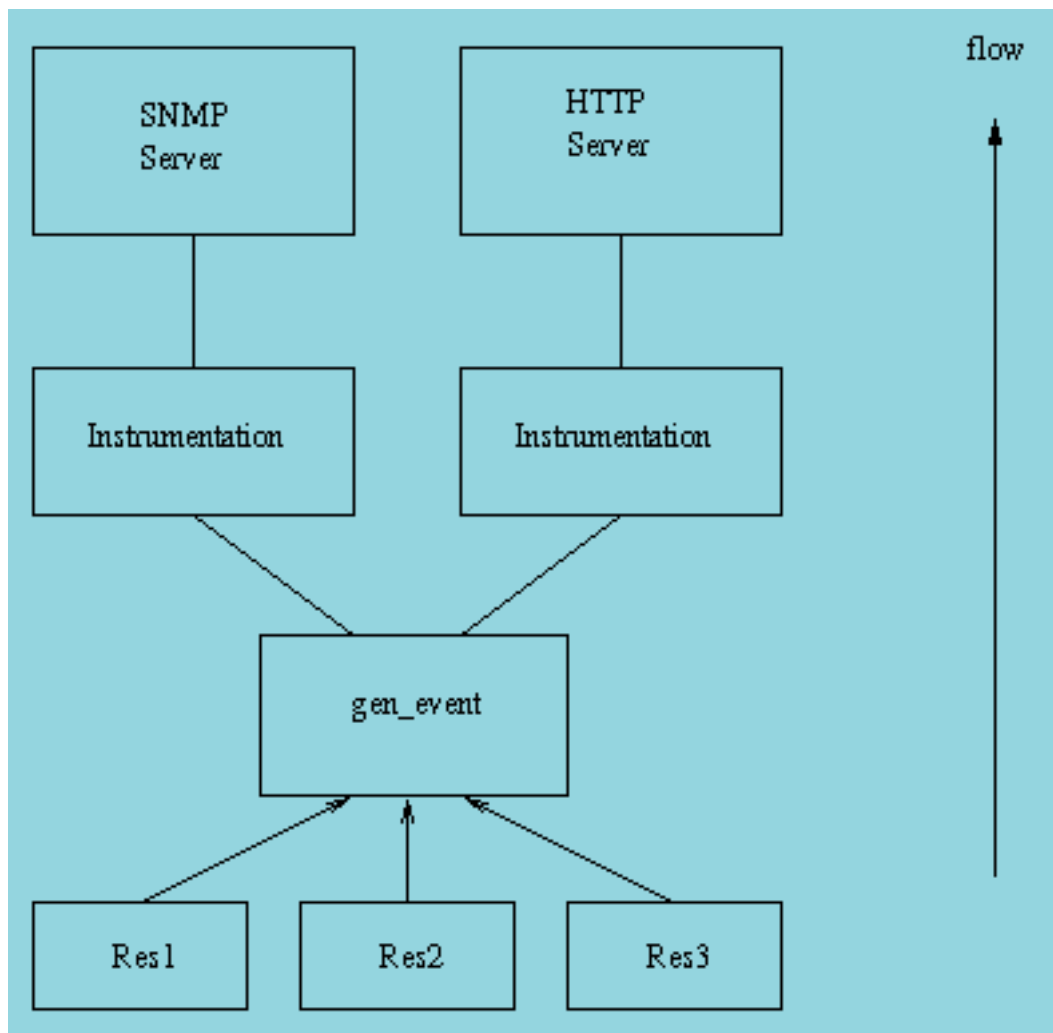 flow
SNMP
Server
HTTP
Server
Instrumentation
Instrumentation
gen_event
Res1
Res2
Res3